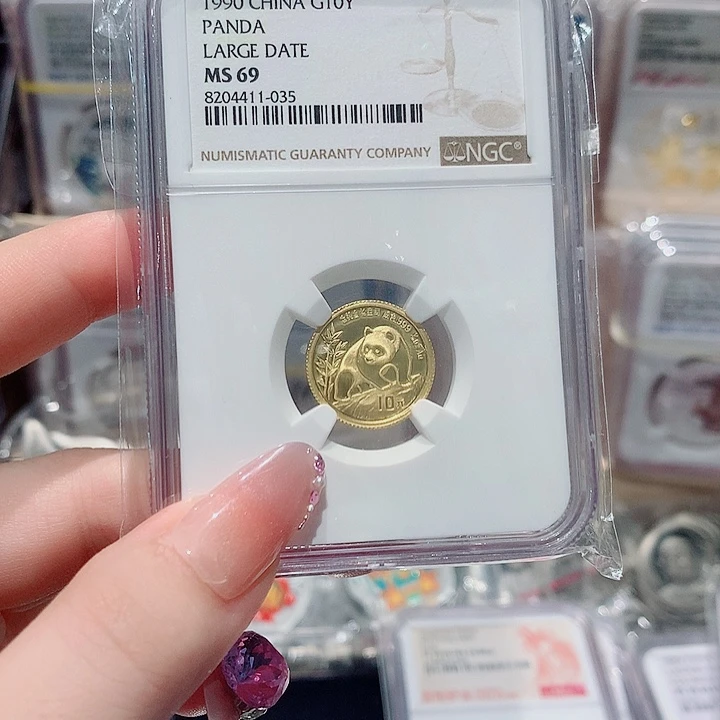 1990 CHINA G10Y
PANDA
LARGE DATE
MS 69
8204411-035
NUMISMATIC GUARANTY COMPANY
NGC®
10元